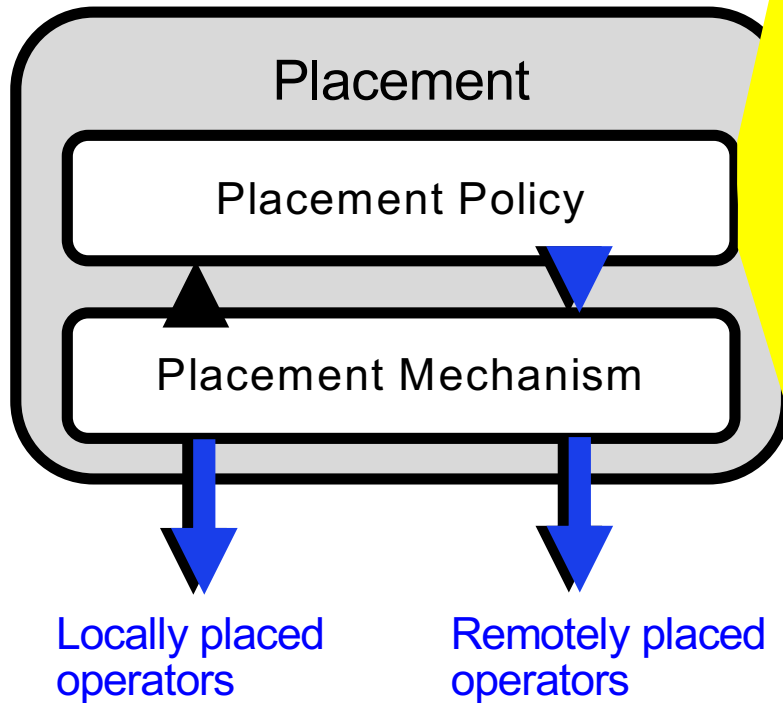 Placement
Placement Policy
Placement Mechanism
Locally placed
operators
Remotely placed
operators